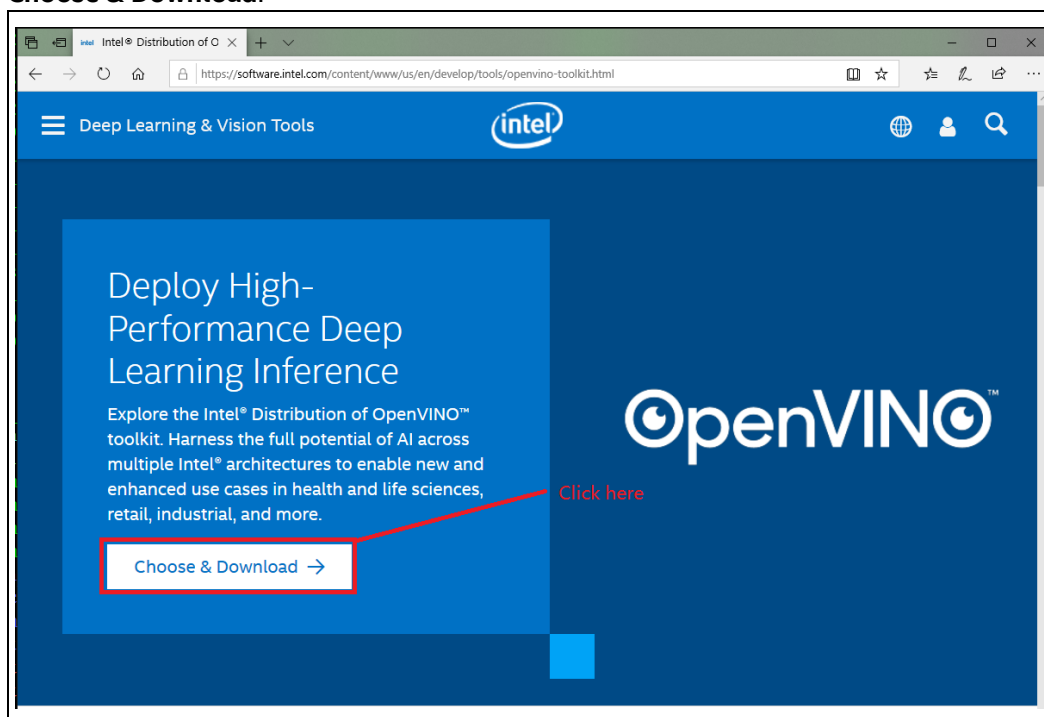 Choose & Download.
intel Intel® Distribution of O
https://software.intel.com/content/www/us/en/develop/tools/openvino-toolkit.html
Deep Learning & Vision Tools
intel
Deploy High-
Performance Deep
Learning Inference
Explore the Intel® Distribution of OpenVINO™
toolkit. Harness the full potential of AI across
multiple Intel® architectures to enable new and
enhanced use cases in health and life sciences,
retail, industrial, and more.
Choose & Download →
Click here
OpenVINO™